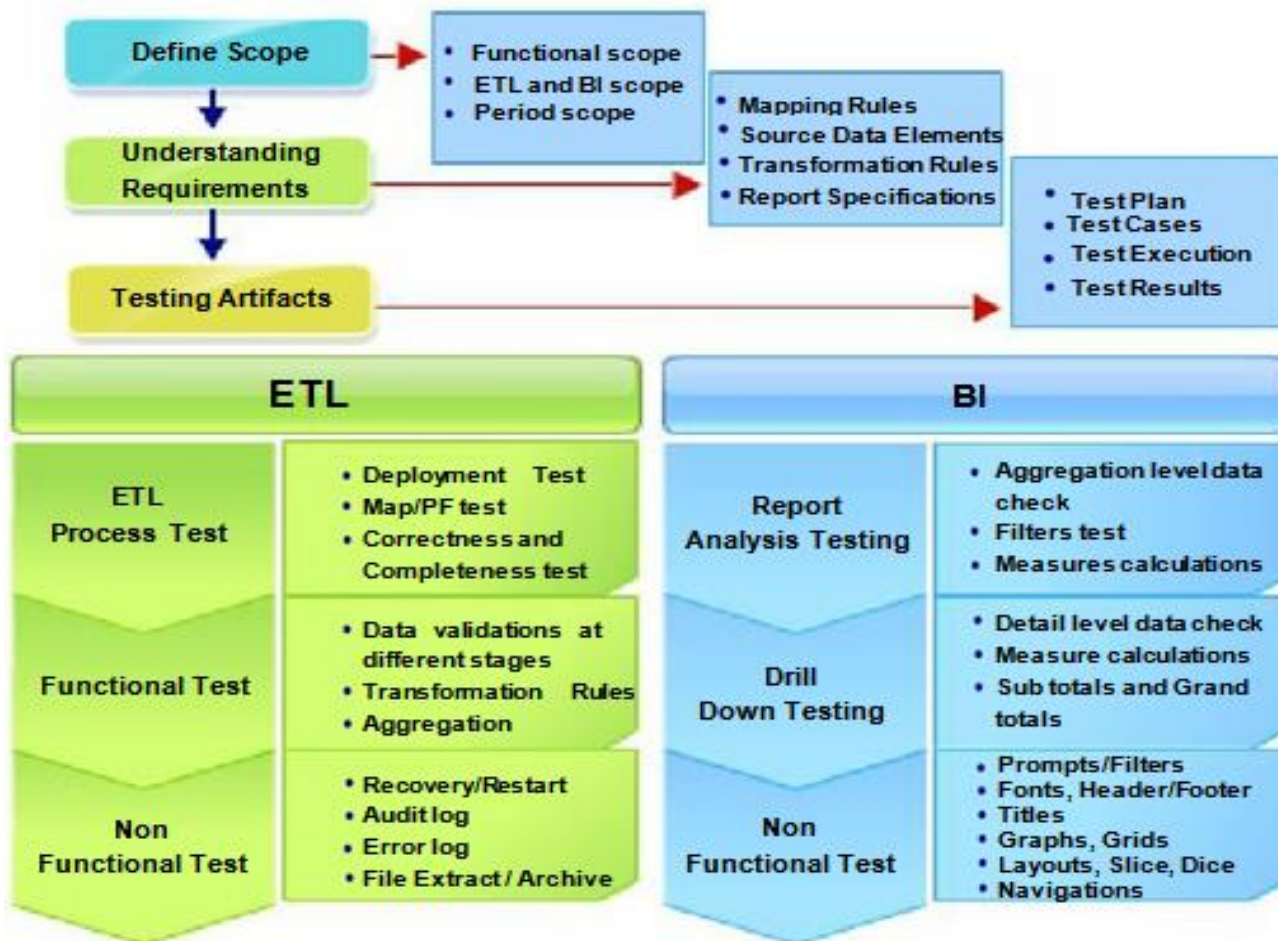 Define Scope
• Functional scope
• ETL and BI scope
• Period scope
Understanding
Requirements
• Mapping Rules
• Source Data Elements
• Transformation Rules
• Report Specifications
Testing Artifacts
• Test Plan
• Test Cases
• Test Execution
• Test Results
ETL
ETL
Process Test
• Deployment Test
• Map/PF test
• Correctness and
Completeness test
Functional Test
• Data validations at
different stages
• Transformation Rules
• Aggregation
Non
Functional Test
• Recovery/Restart
• Audit log
• Error log
• File Extract / Archive
BI
Report
Analysis Testing
• Aggregation level data
check
• Filters test
• Measures calculations
Drill
Down Testing
• Detail level data check
• Measure calculations
• Sub totals and Grand
totals
Non
Functional Test
• Prompts/Filters
• Fonts, Header/Footer
• Titles
• Graphs, Grids
• Layouts, Slice, Dice
• Navigations